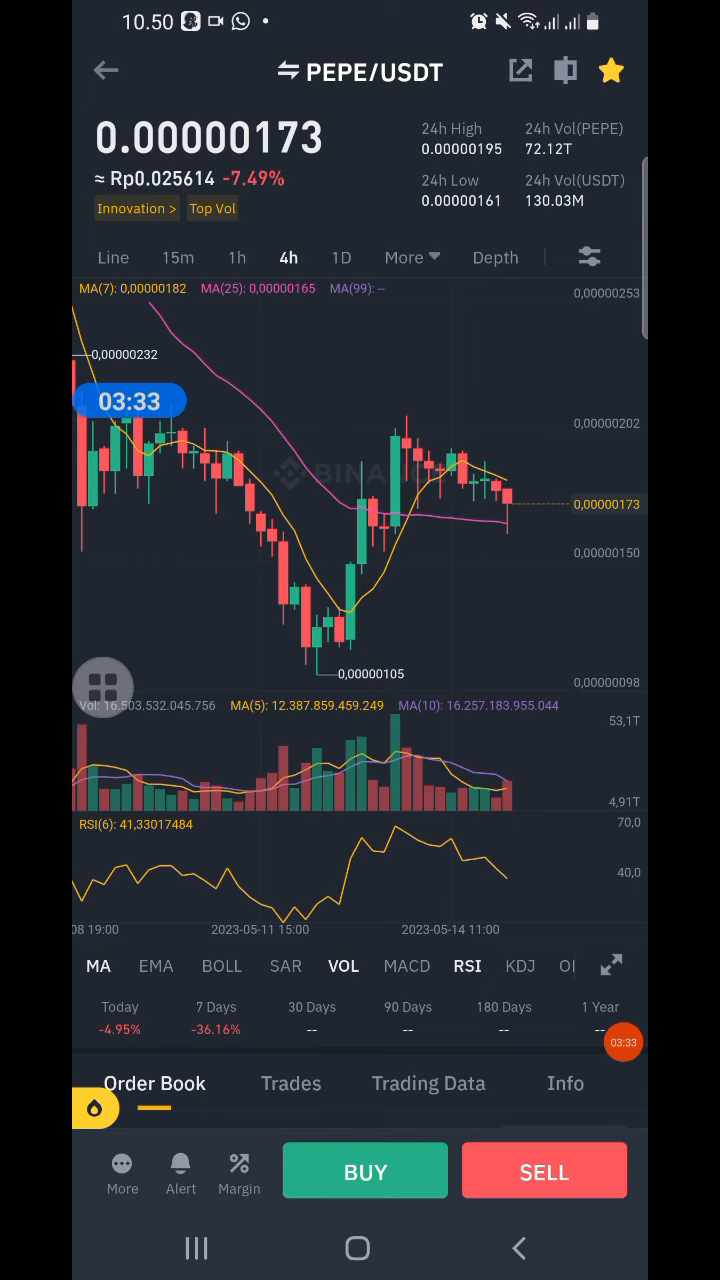 10.50
PEPE/USDT
0.00000173
≈ Rp0.025614 -7.49%
Innovation > Top Vol
24h High
0.00000195
24h Vol(PEPE)
72.12T
24h Low
0.00000161
24h Vol(USDT)
130.03M
Line 15m 1h 4h 1D More Depth
MA(7): 0,00000182 MA(25): 0,00000165 MA(99): --
0,00000253
0,00000232
03:33
0,00000202
BINANCE
0,00000173
0,00000150
0,00000105
0,00000098
Vol: 16,503.532.045.756 MA(5): 12.387.859.459.249 MA(10): 16.257.183.955.044
53,1T
4,91T
RSI(6): 41,33017484
70,0
40,0
08 19:00 2023-05-11 15:00 2023-05-14 11:00
MA EMA BOLL SAR VOL MACD RSI KDJ
Today 7 Days 30 Days 90 Days 180 Days 1 Year
-4.95% -36.16% -- -- -- --
03:33
Order Book Trades Trading Data Info
More Alert Margin
BUY
SELL